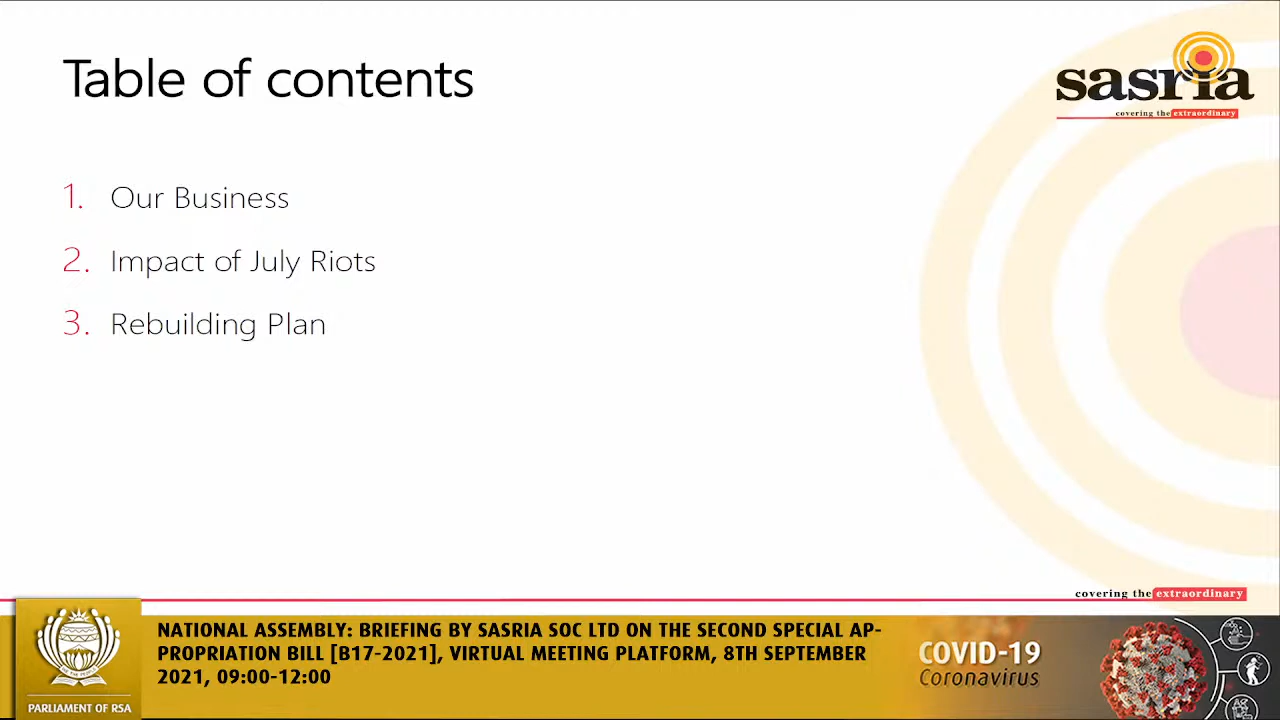 Table of contents
sasria
covering the extraordinary
1. Our Business
2. Impact of July Riots
3. Rebuilding Plan
covering the extraordinary
NATIONAL ASSEMBLY: BRIEFING BY SASRIA SOC LTD ON THE SECOND SPECIAL AP-
PROPRIATION BILL [B17-2021], VIRTUAL MEETING PLATFORM, 8TH SEPTEMBER
2021, 09:00-12:00
PARLIAMENT OF RSA
COVID-19
Coronavirus